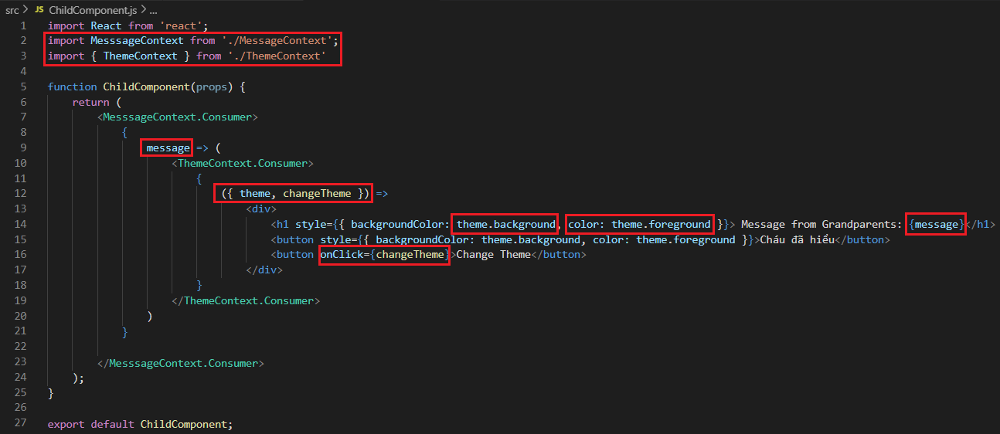 src > JS ChildComponent.js > ...
1 import React from 'react';
2 import MesssageContext from './MessageContext';
3 import { ThemeContext } from './ThemeContext'
4
5 function ChildComponent(props) {
6 return (
7 <MesssageContext.Consumer>
8 {
9 message => (
10 <ThemeContext.Consumer>
11 {
12 ({ theme, changeTheme }) =>
13 <div>
14 <h1 style={{ backgroundColor: theme.background, color: theme.foreground }}> Message from Grandparents: {message}</h1>
15 <button style={{ backgroundColor: theme.background, color: theme.foreground }}>Cháu đã hiểu</button>
16 <button onClick={changeTheme}>Change Theme</button>
17 </div>
18 }
19 </ThemeContext.Consumer>
20 )
21 }
22
23 </MesssageContext.Consumer>
24 );
25 }
26
27 export default ChildComponent;